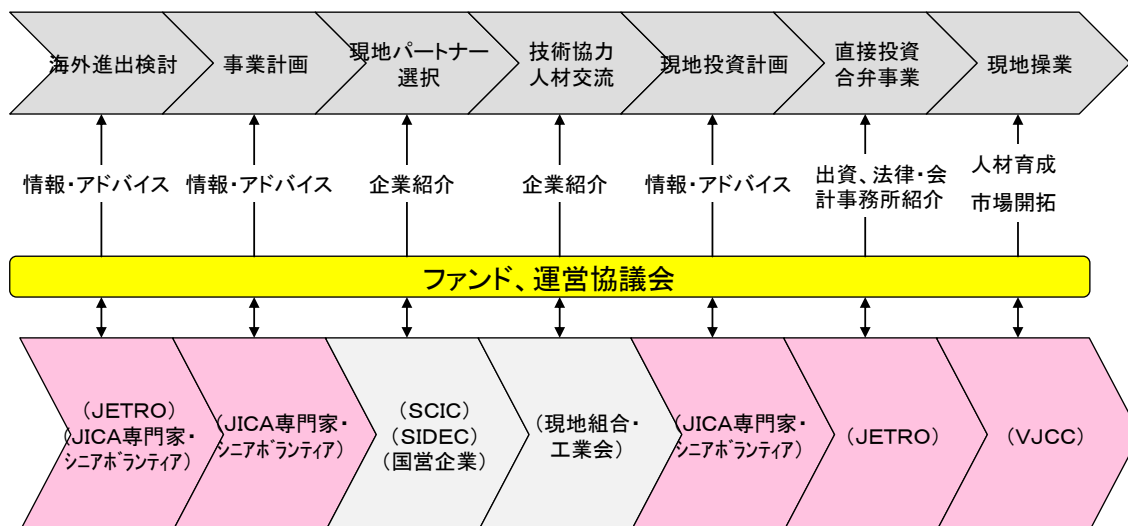 海外進出検討
事業計画
現地パートナー
選択
技術協力
人材交流
現地投資計画
直接投資
合弁事業
現地操業
情報・アドバイス
情報・アドバイス
企業紹介
企業紹介
情報・アドバイス
出資、法律・会
計事務所紹介
人材育成
市場開拓
ファンド、運営協議会
(JETRO)
(JICA専門家・
ｼﾆｱﾎﾞﾗﾝﾃｨｱ)
(JICA専門家・
ｼﾆｱﾎﾞﾗﾝﾃｨｱ)
(SCIC)
(SIDEC)
(国営企業)
(現地組合・
工業会)
(JICA専門家・
ｼﾆｱﾎﾞﾗﾝﾃｨｱ)
(JETRO)
(VJCC)